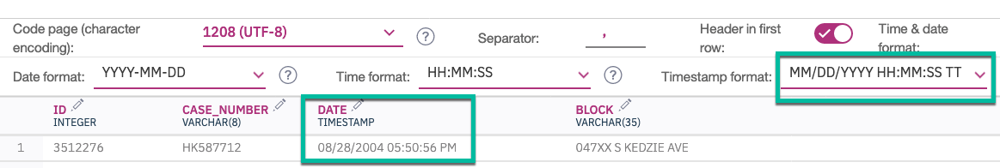 Code page (character encoding): 1208 (UTF-8) ? Separator: , Header in first row: Time & date format:
Date format: YYYY-MM-DD ? Time format: HH:MM:SS ? Timestamp format: MM/DD/YYYY HH:MM:SS TT
ID CASE_NUMBER DATE BLOCK
INTEGER VARCHAR(8) TIMESTAMP VARCHAR(35)
1 3512276 HK587712 08/28/2004 05:50:56 PM 047XX S KEDZIE AVE